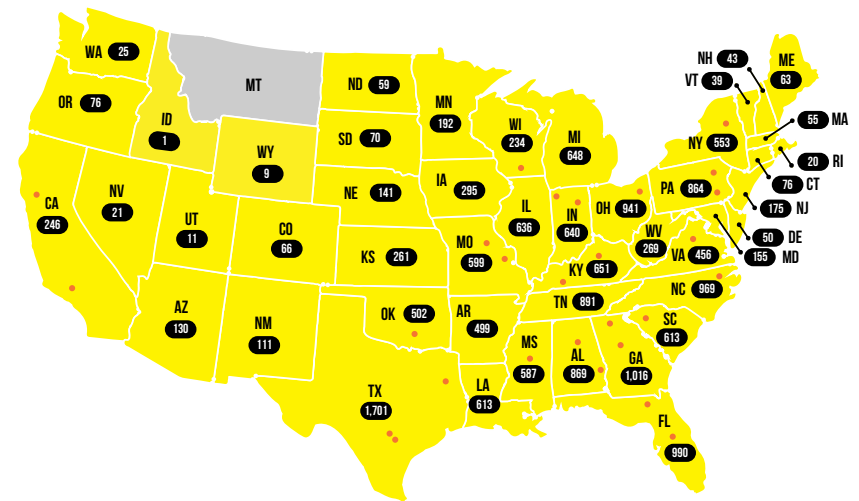 WA 25
OR 76
ID
1
MT
WY
9
ND 59
SD 70
NE 141
KS 261
MN
192
IA
295
MO
599
WI
234
MI
648
IL
636
IN
640
OH 941
CA
246
NV
21
UT
11
CO
66
AZ
130
NM
111
OK 502
TX
1,701
AR
499
LA
613
MS
587
AL
869
GA
1,016
FL
990
SC
613
NC 969
TN 891
KY 651
WV
269
VA 456
PA 864
NY 553
NH 43
VT 39
ME
63
55 MA
20 RI
76 CT
175 NJ
50 DE
155 MD